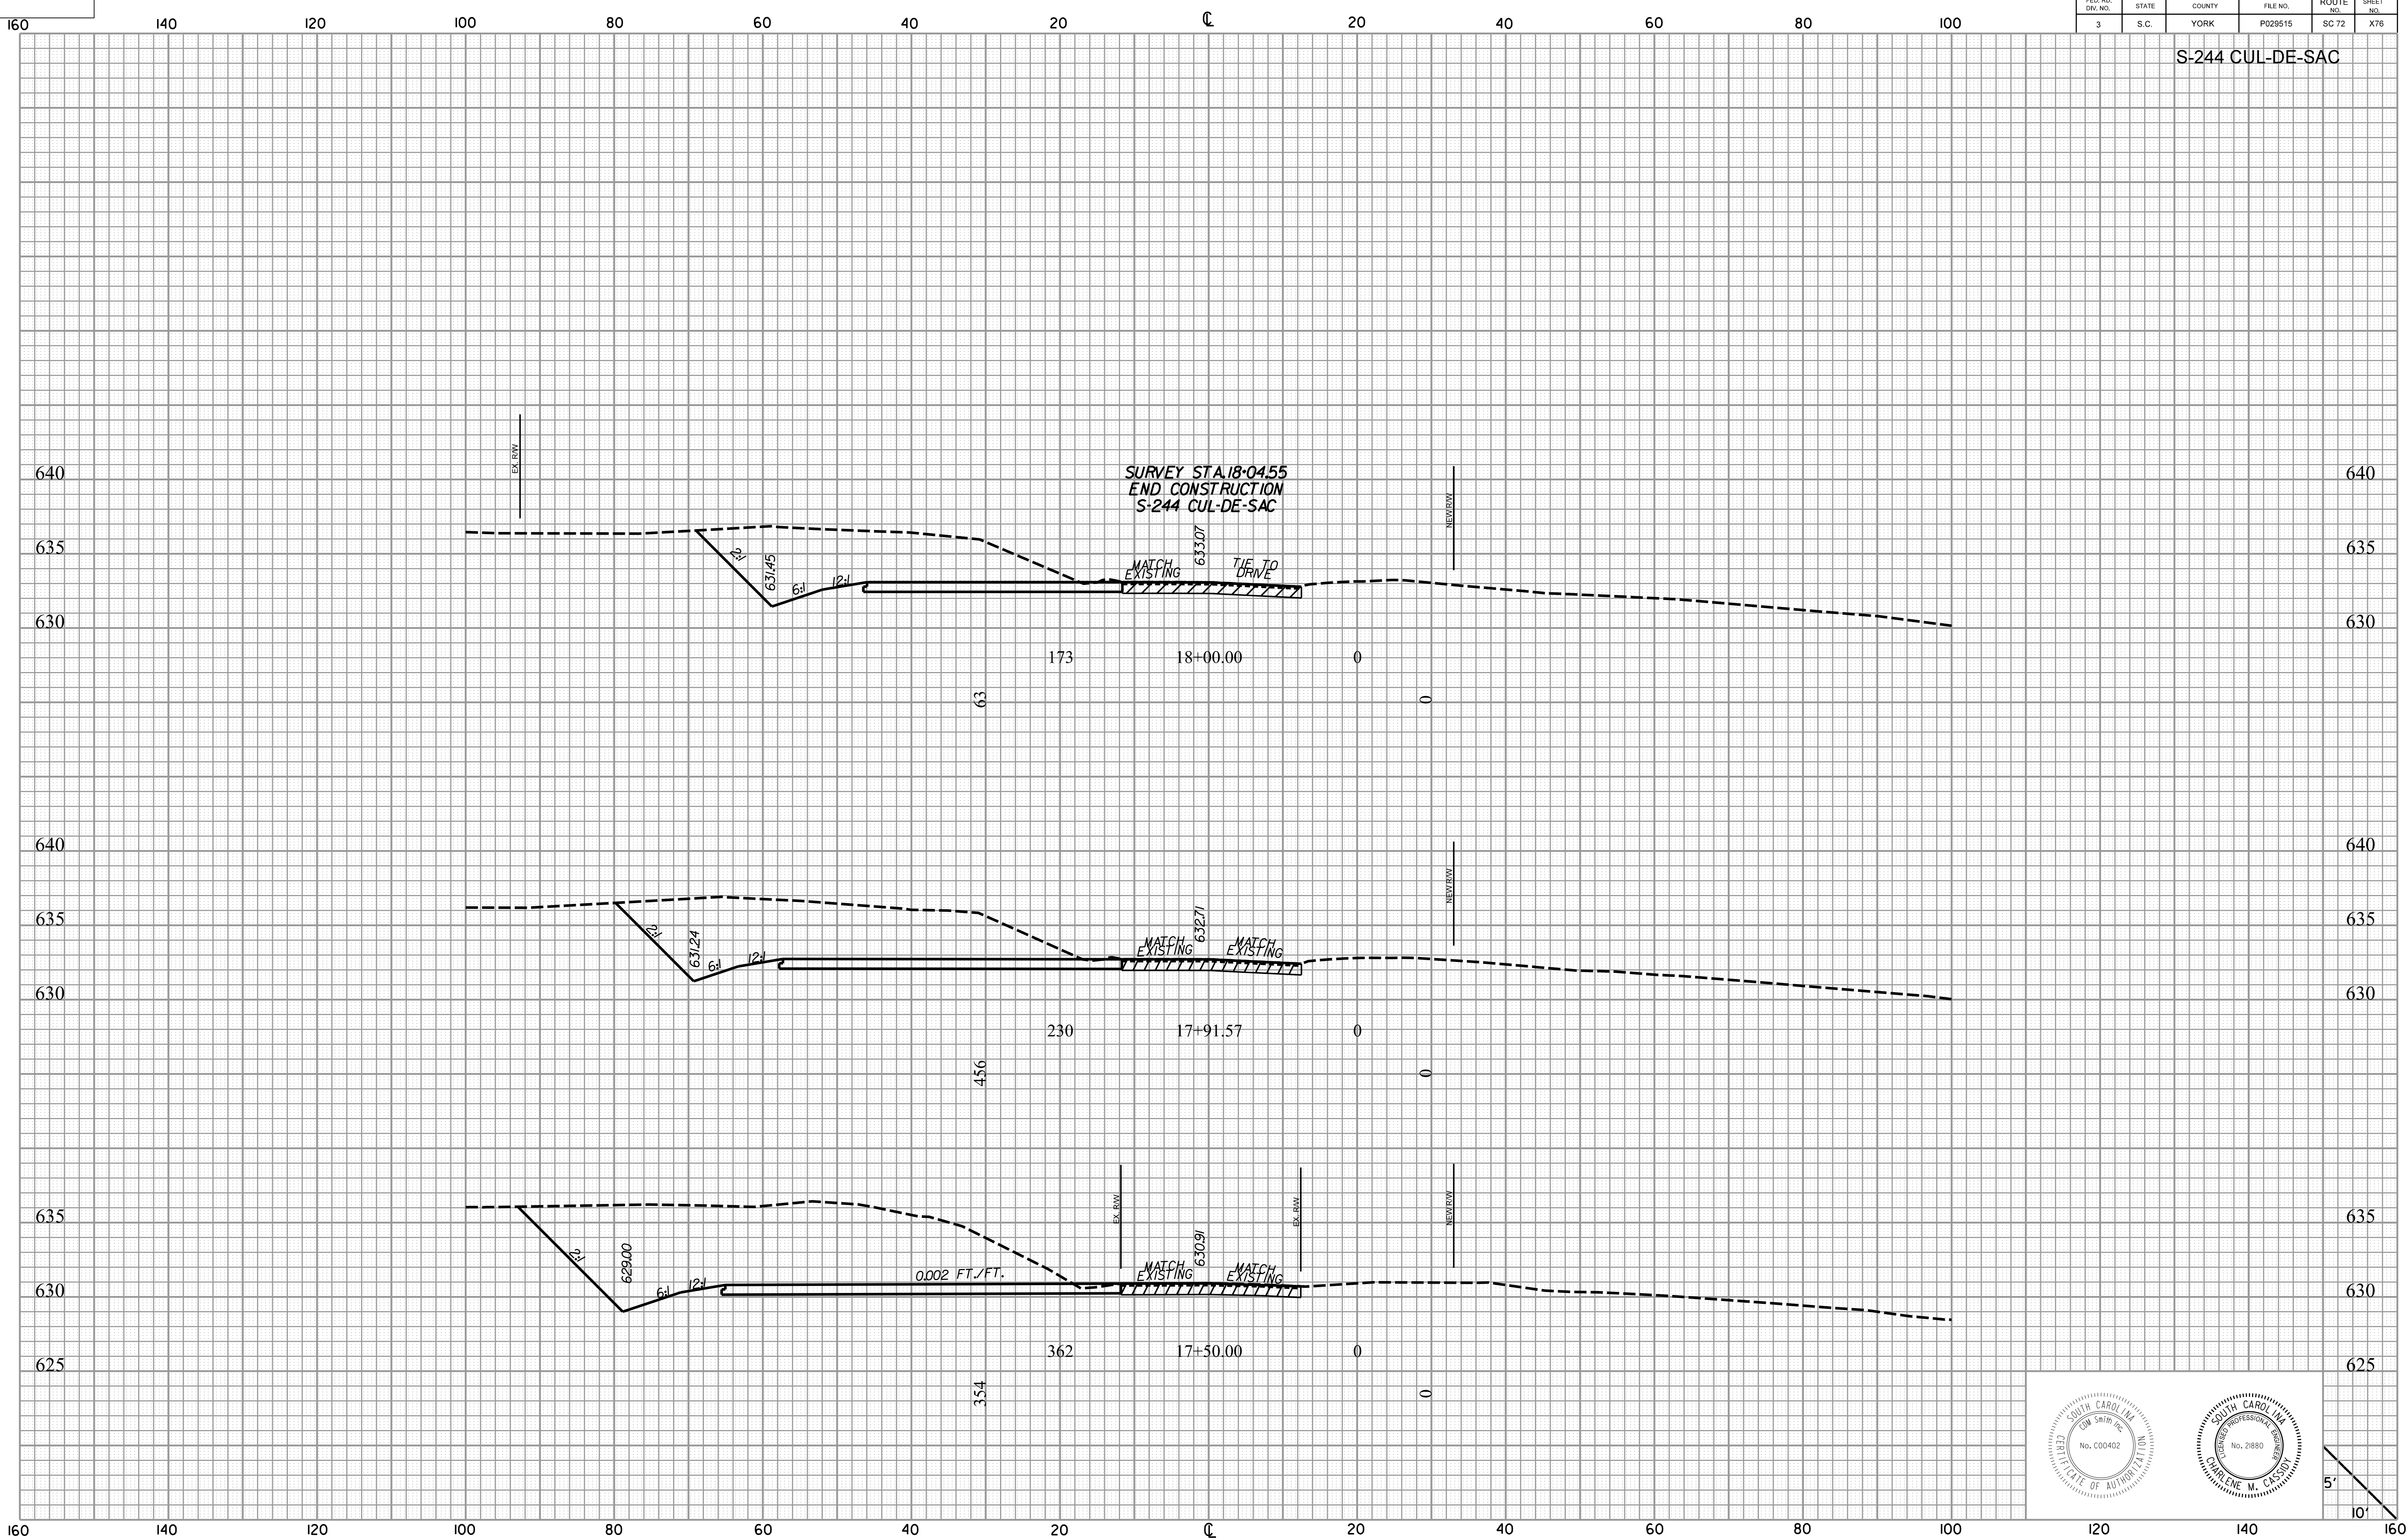 160 140 120 100 80 60 40 20 ℄ 20 40 60 80 100
FED. RD. DIV. NO. STATE COUNTY FILE NO. ROUTE NO. SHEET NO.
3 S.C. YORK P029515 SC 72 X76
S-244 CUL-DE-SAC
EX. R/W
640 640
SURVEY STA.18+04.55
END CONSTRUCTION
S-244 CUL-DE-SAC
NEW R/W
635 635
2:1
631.45
6:1
12:1
MATCH
EXISTING
633.07
TIE TO
DRIVE
630 630
173 18+00.00 0
63 0
640 640
NEW R/W
635 635
2:1
631.24
6:1
12:1
MATCH
EXISTING
632.71
MATCH
EXISTING
630 630
230 17+91.57 0
456 0
EX. R/W
EX. R/W
NEW R/W
635 635
2:1
629.00
6:1
12:1
0.002 FT./FT.
MATCH
EXISTING
630.91
MATCH
EXISTING
630 630
362 17+50.00 0
625 625
354 0
SOUTH CAROLINA
CDM Smith Inc.
No. C00402
CERTIFICATE OF AUTHORIZATION
SOUTH CAROLINA
LICENSED PROFESSIONAL ENGINEER
No. 21880
CHARLENE M. CASSIDY
5'
10'
160 140 120 100 80 60 40 20 ℄ 20 40 60 80 100 120 140 160